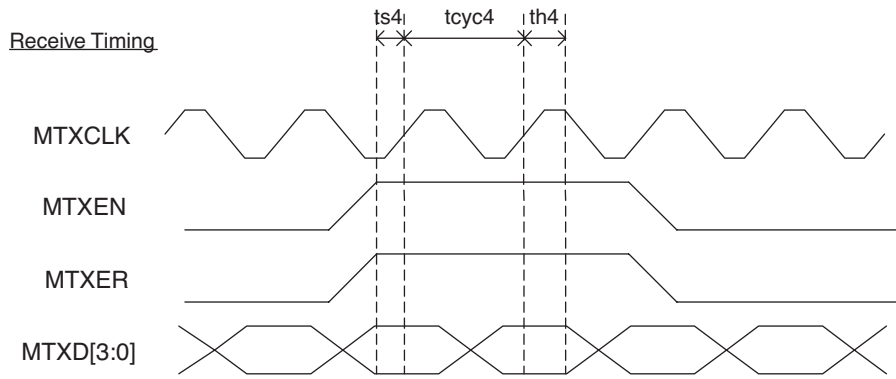 ts4 tcyc4 th4
Receive Timing
MTXCLK
MTXEN
MTXER
MTXD[3:0]